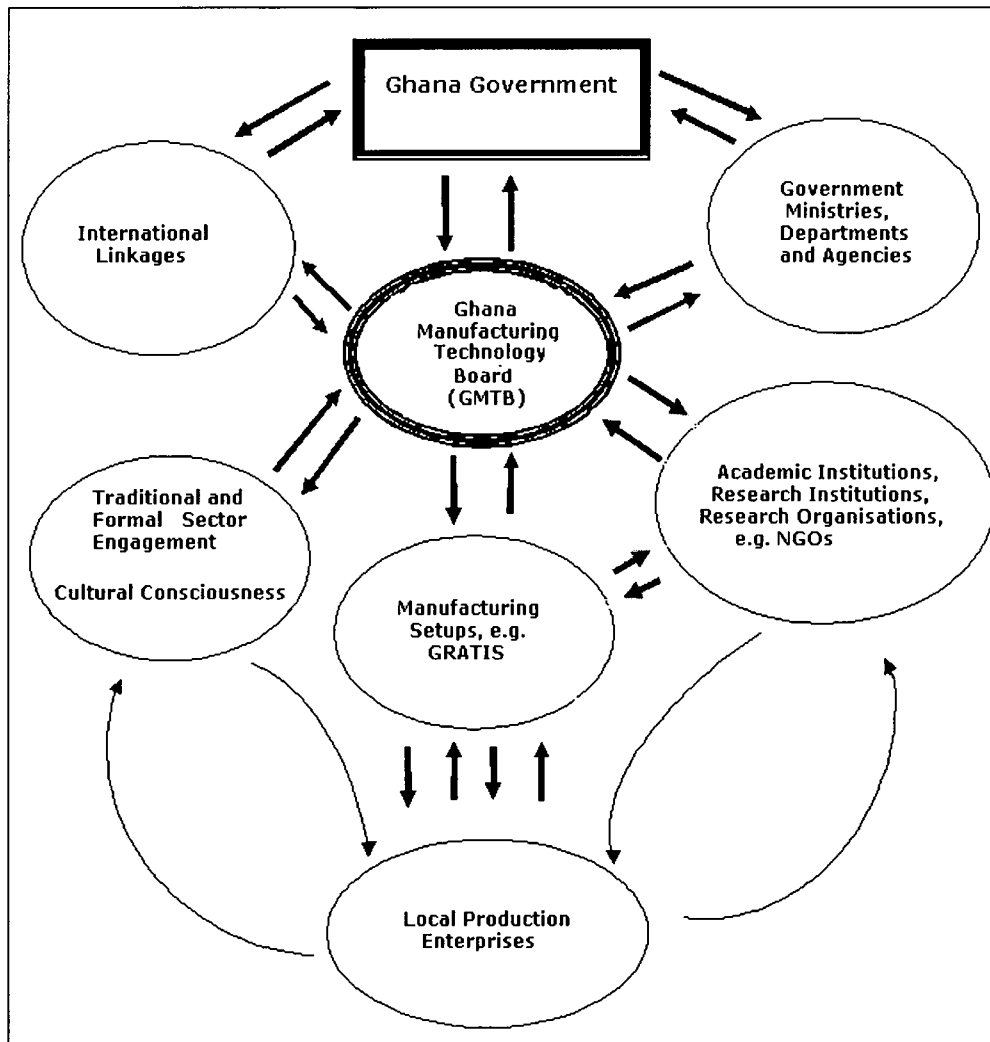 Ghana Government
International
Linkages
Government
Ministries,
Departments
and Agencies
Ghana
Manufacturing
Technology
Board
(GMTB)
Traditional and
Formal Sector
Engagement
Cultural Consciousness
Academic Institutions,
Research Institutions,
Research Organisations,
e.g. NGOs
Manufacturing
Setups, e.g.
GRATIS
Local Production
Enterprises